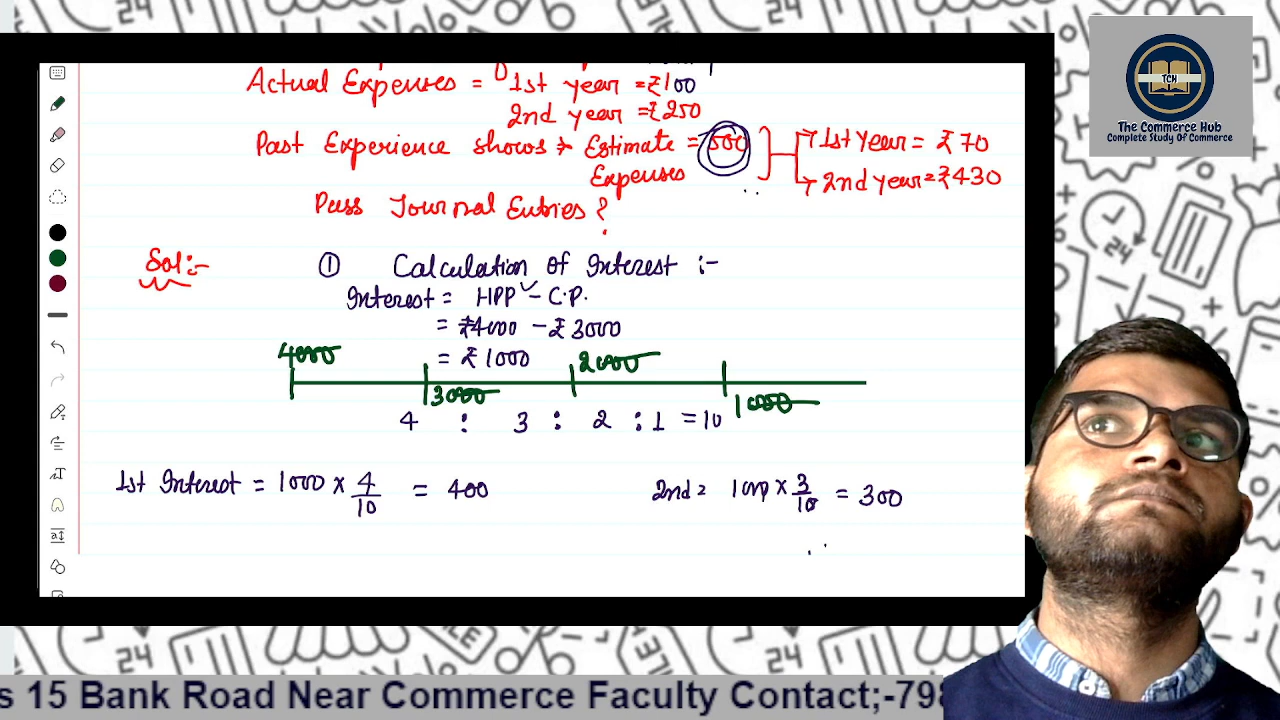 Actual Expenses = 1st year = ₹100
2nd year = ₹250
Past Experience shows → Estimate = 500
Expenses
1st year = ₹70
2nd year = ₹430
Pass Journal Entries ?
Sol:-
① Calculation of Interest :-
Interest = HPP - C.P.
= ₹4000 - ₹3000
= ₹1000
4000 3000 2000 1000
4 : 3 : 2 : 1 = 10
1st Interest = 1000 × 4/10 = 400
2nd = 1000 × 3/10 = 300
TCH
The Commerce Hub
Complete Study Of Commerce
s 15 Bank Road Near Commerce Faculty Contact;-798